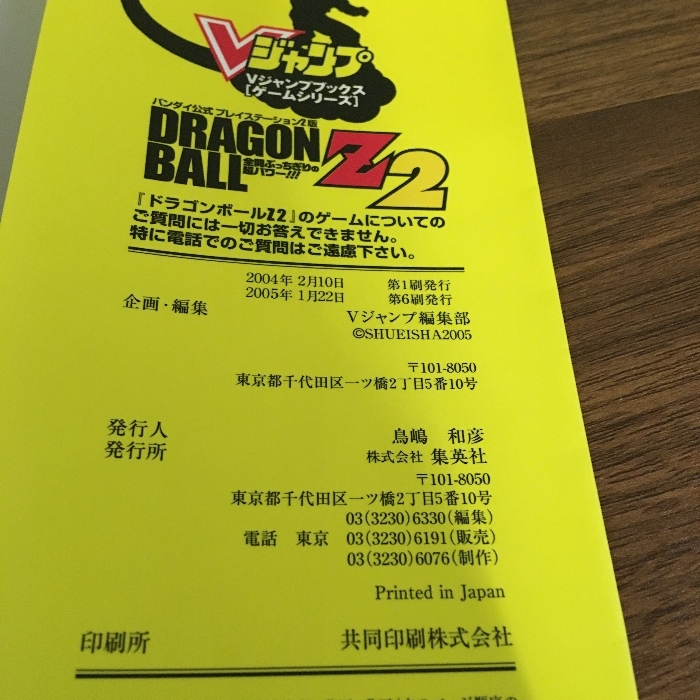 Vジャンプ
Vジャンプブックス
[ゲームシリーズ]
バンダイ公式 プレイステーション2版
DRAGON
BALL Z2
全開ぶっちぎりの
超パワー!!!
『ドラゴンボールZ2』のゲームについての
ご質問には一切お答えできません。
特に電話でのご質問はご遠慮下さい。
2004年 2月10日 第1刷発行
2005年 1月22日 第6刷発行
企画・編集 Vジャンプ編集部
©SHUEISHA2005
〒101-8050
東京都千代田区一ツ橋2丁目5番10号
発行人 鳥嶋 和彦
発行所 株式会社 集英社
〒101-8050
東京都千代田区一ツ橋2丁目5番10号
03(3230)6330(編集)
電話 東京 03(3230)6191(販売)
03(3230)6076(制作)
Printed in Japan
印刷所 共同印刷株式会社